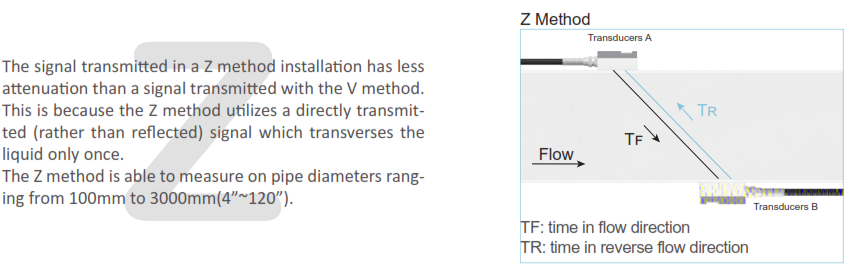 The signal transmitted in a Z method installation has less
attenuation than a signal transmitted with the V method.
This is because the Z method utilizes a directly transmit-
ted (rather than reflected) signal which transverses the
liquid only once.
The Z method is able to measure on pipe diameters rang-
ing from 100mm to 3000mm(4”~120”).
Z
Z Method
Transducers A
TR
TF
Flow
Transducers B
TF: time in flow direction
TR: time in reverse flow direction